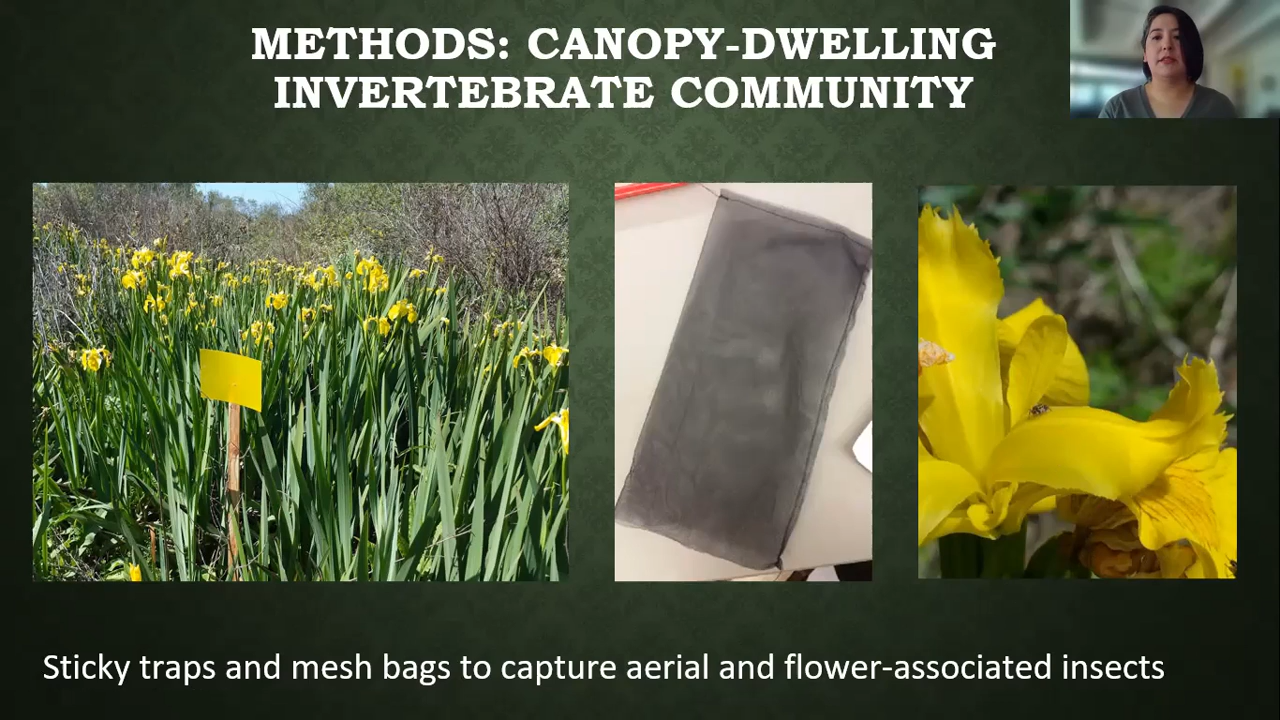 METHODS: CANOPY-DWELLING
INVERTEBRATE COMMUNITY
Sticky traps and mesh bags to capture aerial and flower-associated insects